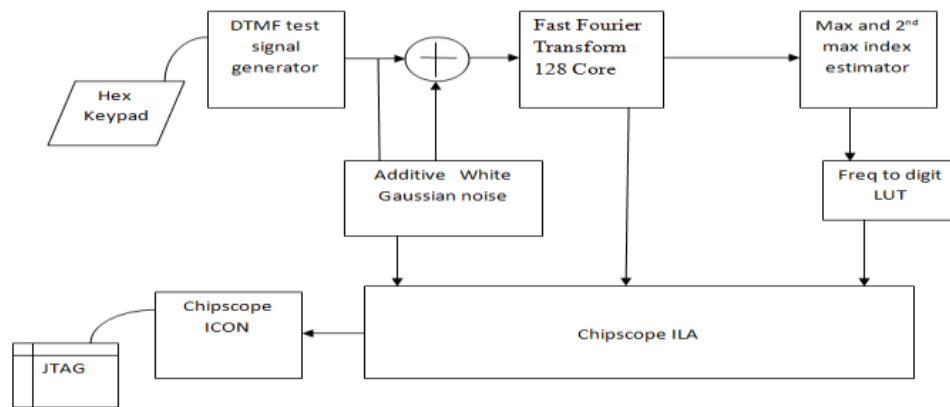 DTMF test
signal
generator
Fast Fourier
Transform
128 Core
Max and 2nd
max index
estimator
Hex
Keypad
Additive White
Gaussian noise
Freq to digit
LUT
Chipscope
ICON
Chipscope ILA
JTAG